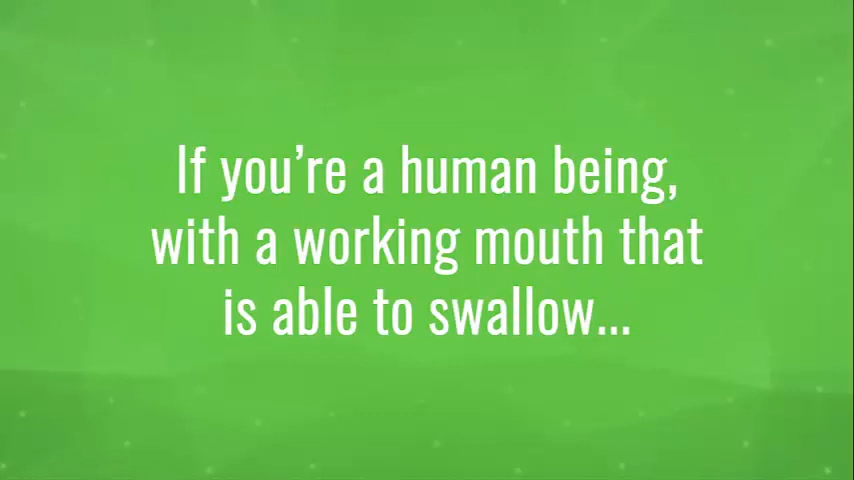 If you’re a human being,
with a working mouth that
is able to swallow...